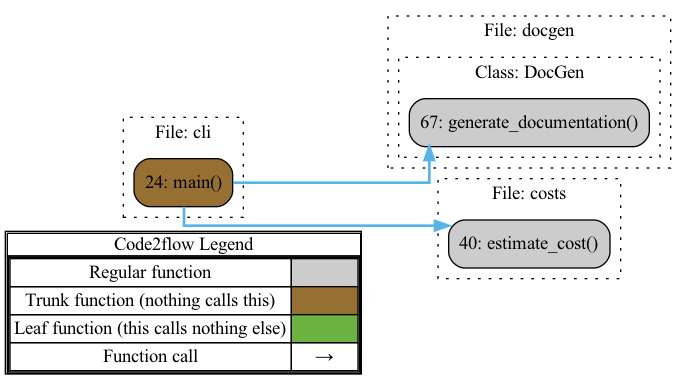 File: docgen
Class: DocGen
67: generate_documentation()
File: cli
24: main()
File: costs
40: estimate_cost()
Code2flow Legend
Regular function
Trunk function (nothing calls this)
Leaf function (this calls nothing else)
Function call →